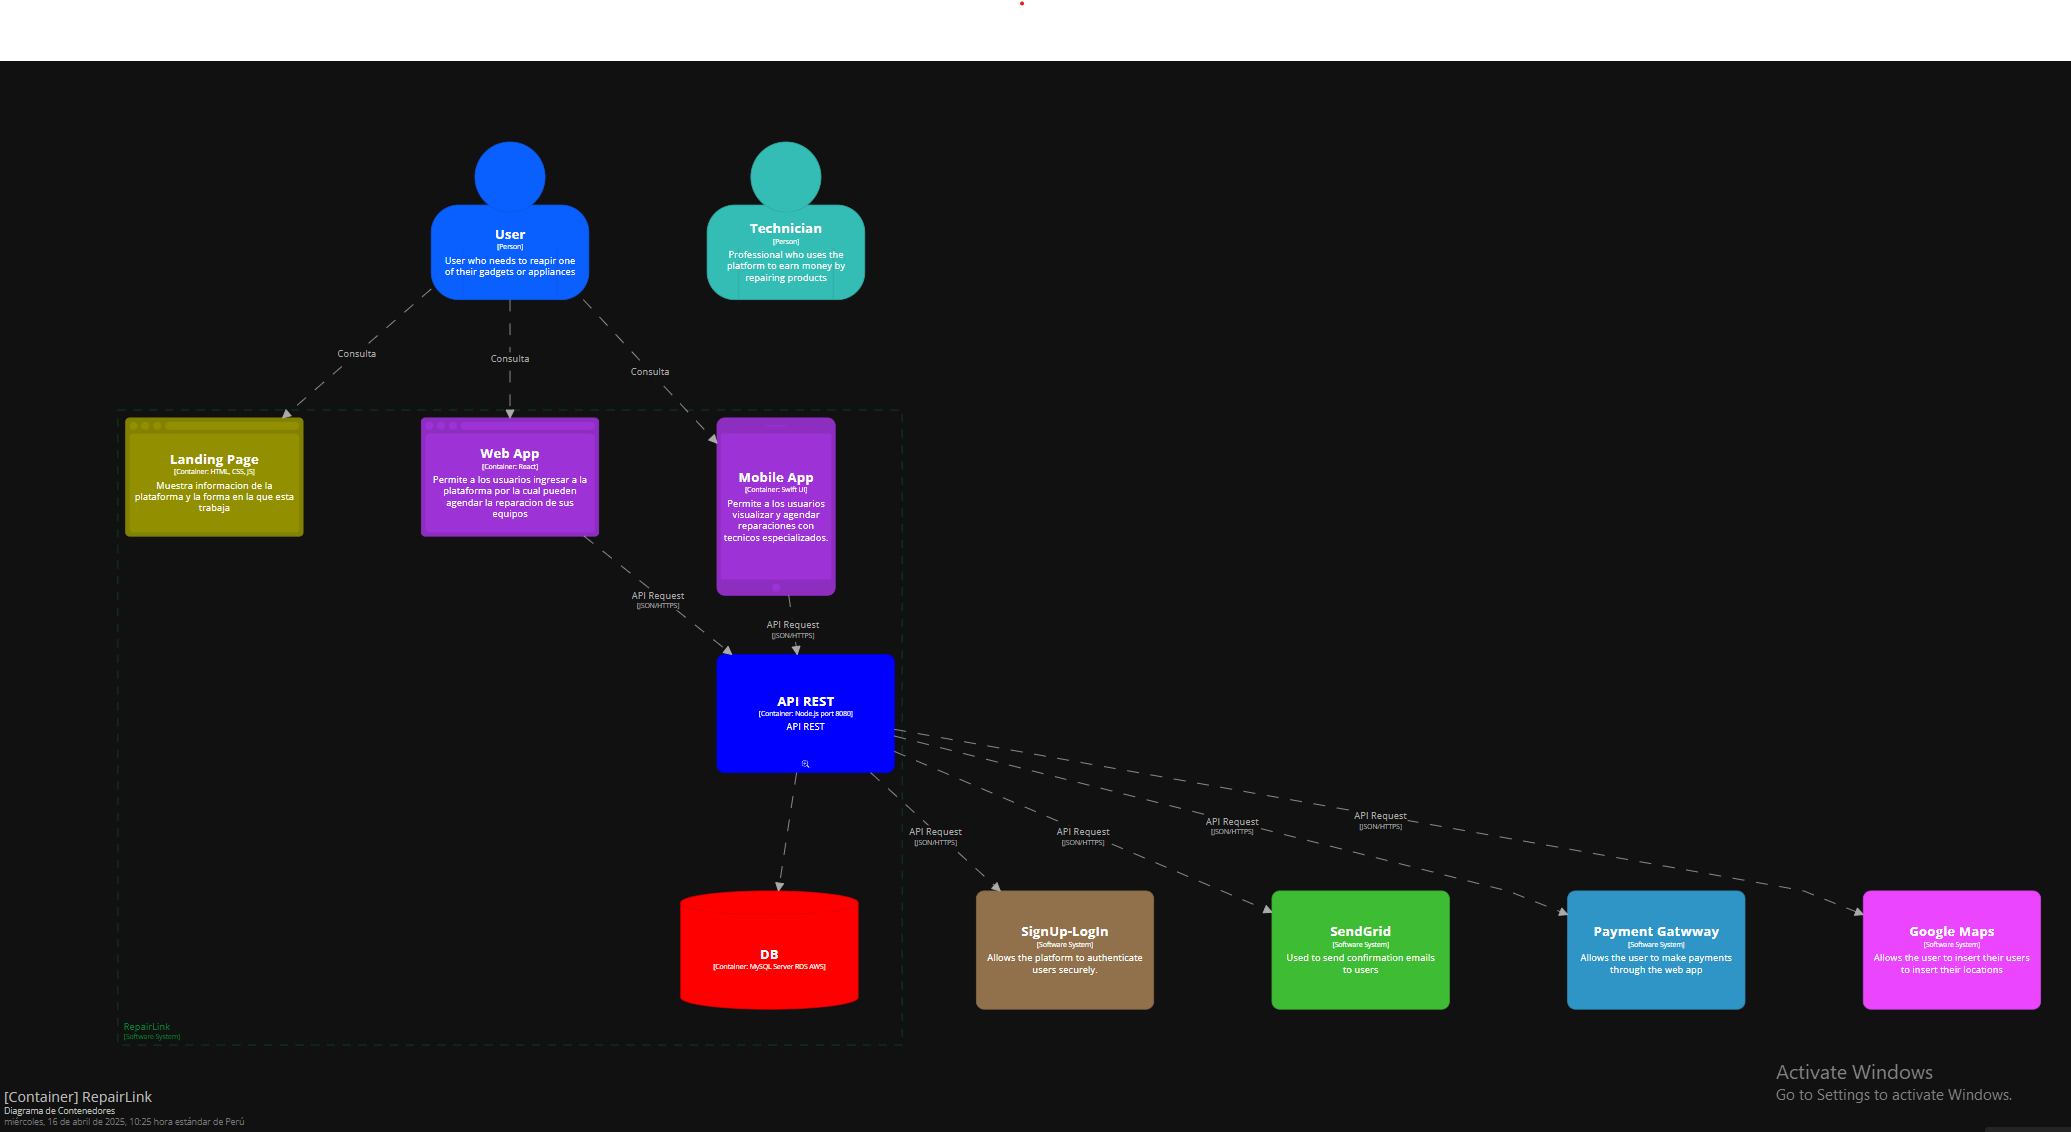 User
[Person]
User who needs to reapir one
of their gadgets or appliances
Technician
[Person]
Professional who uses the
platform to earn money by
repairing products
Consulta
Consulta
Consulta
Landing Page
[Container: HTML, CSS, JS]
Muestra informacion de la
plataforma y la forma en la que esta
trabaja
Web App
[Container: React]
Permite a los usuarios ingresar a la
plataforma por la cual pueden
agendar la reparacion de sus
equipos
Mobile App
[Container: Swift UI]
Permite a los usuarios
visualizar y agendar
reparaciones con
tecnicos especializados.
API Request
[JSON/HTTPS]
API Request
[JSON/HTTPS]
API REST
[Container: Node.js port 8080]
API REST
API Request
[JSON/HTTPS]
API Request
[JSON/HTTPS]
API Request
[JSON/HTTPS]
API Request
[JSON/HTTPS]
DB
[Container: MySQL Server RDS AWS]
SignUp-LogIn
[Software System]
Allows the platform to authenticate
users securely.
SendGrid
[Software System]
Used to send confirmation emails
to users
Payment Gatwway
[Software System]
Allows the user to make payments
through the web app
Google Maps
[Software System]
Allows the user to insert their users
to insert their locations
RepairLink
[Software System]
[Container] RepairLink
Diagrama de Contenedores
miércoles, 16 de abril de 2025, 10:25 hora estándar de Perú
Activate Windows
Go to Settings to activate Windows.